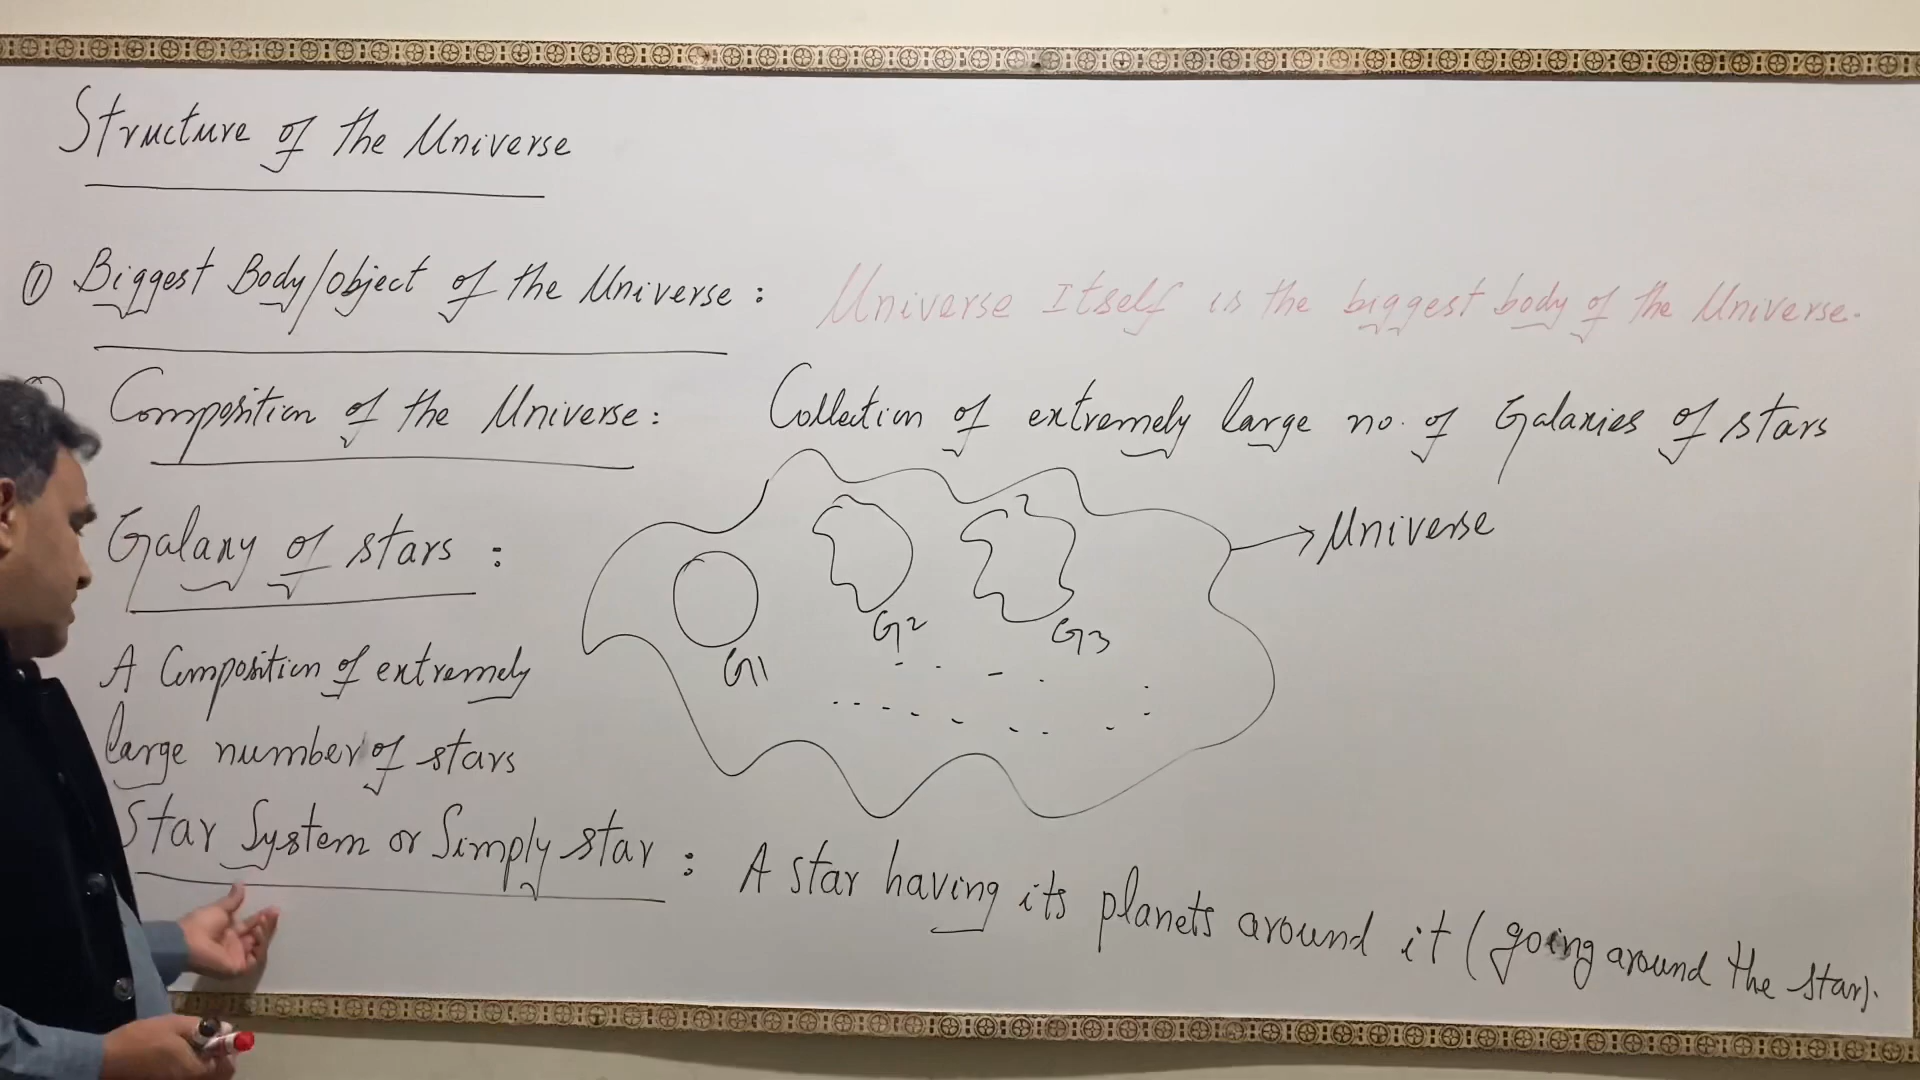 Structure of the Universe
① Biggest Body/object of the Universe : Universe Itself is the biggest body of the Universe.
Composition of the Universe : Collection of extremely large no. of Galaxies of stars
Galaxy of stars :
Universe
G1
G2
G3
A Composition of extremely
large number of stars
Star System or Simply star : A star having its planets around it (going around the star).